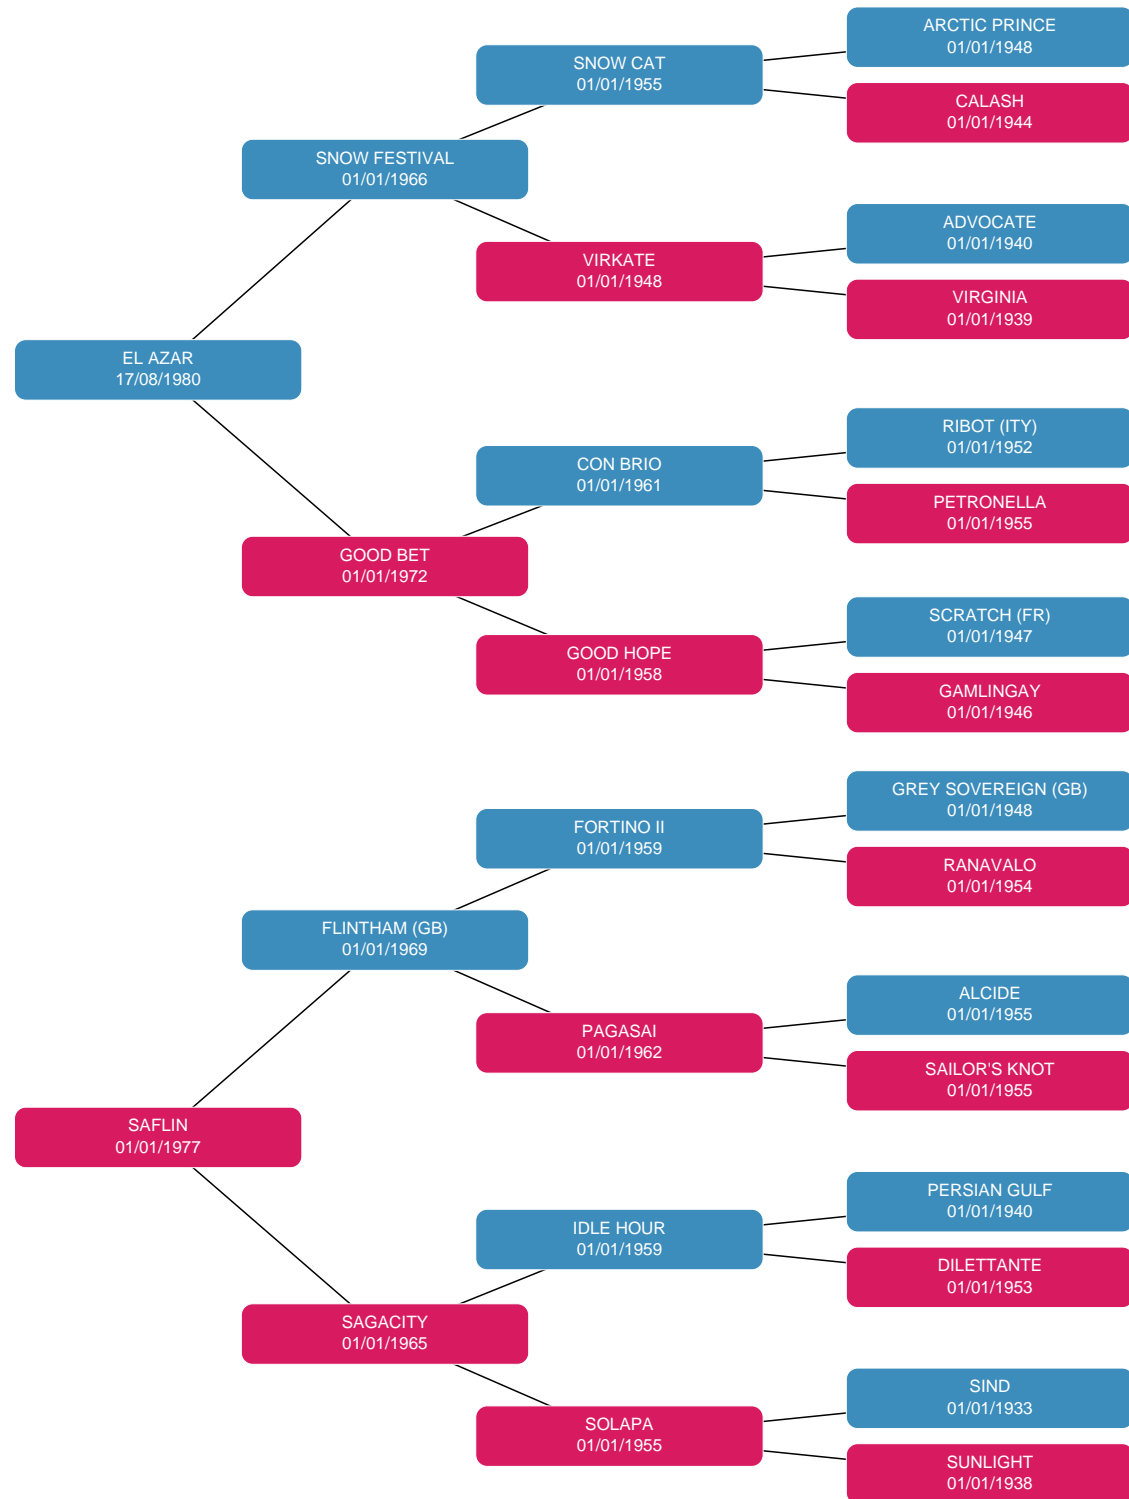 ARCTIC PRINCE
01/01/1948
SNOW CAT
01/01/1955
CALASH
01/01/1944
SNOW FESTIVAL
01/01/1966
ADVOCATE
01/01/1940
VIRKATE
01/01/1948
VIRGINIA
01/01/1939
EL AZAR
17/08/1980
RIBOT (ITY)
01/01/1952
CON BRIO
01/01/1961
PETRONELLA
01/01/1955
GOOD BET
01/01/1972
SCRATCH (FR)
01/01/1947
GOOD HOPE
01/01/1958
GAMLINGAY
01/01/1946
GREY SOVEREIGN (GB)
01/01/1948
FORTINO II
01/01/1959
RANAVALO
01/01/1954
FLINTHAM (GB)
01/01/1969
ALCIDE
01/01/1955
PAGASAI
01/01/1962
SAILOR'S KNOT
01/01/1955
SAFLIN
01/01/1977
PERSIAN GULF
01/01/1940
IDLE HOUR
01/01/1959
DILETTANTE
01/01/1953
SAGACITY
01/01/1965
SIND
01/01/1933
SOLAPA
01/01/1955
SUNLIGHT
01/01/1938